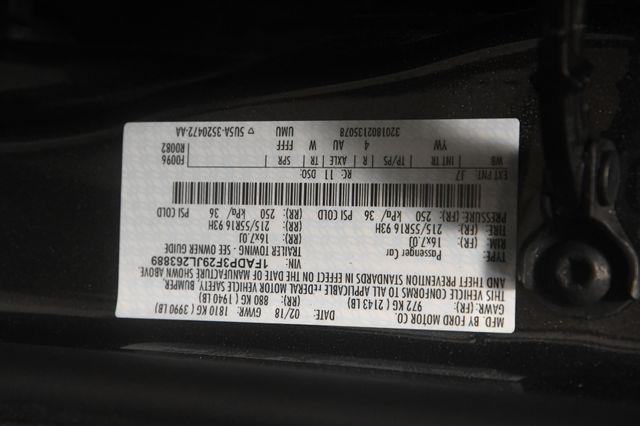 MFD. BY FORD MOTOR CO.
DATE: 02/18 GVWR: 1810 KG ( 3990 LB)
GAWR: (FR): 972 KG ( 2143 LB) (RR): 880 KG ( 1940 LB)
THIS VEHICLE CONFORMS TO ALL APPLICABLE FEDERAL MOTOR VEHICLE SAFETY, BUMPER,
AND THEFT PREVENTION STANDARDS IN EFFECT ON THE DATE OF MANUFACTURE SHOWN ABOVE.
VIN: 1FADP3F29JL263889
TYPE: Passenger Car TRAILER TOWING - SEE OWNER GUIDE
RIM: 16x7.0J 16x7.0J
TIRE: (FR): 215/55R16 93H (RR): 215/55R16 93H
PRESSURE: (FR): 250 kPa/ 36 PSI COLD (RR): 250 kPa/ 36 PSI COLD
EXT PNT: J7 RC: 11 DSO:
F0096
WB INT TR TP/PS R AXLE TR SPR
R0082
YW 4 AU W FFFF
UMU
3201802135078
5U5A-3520472-AA